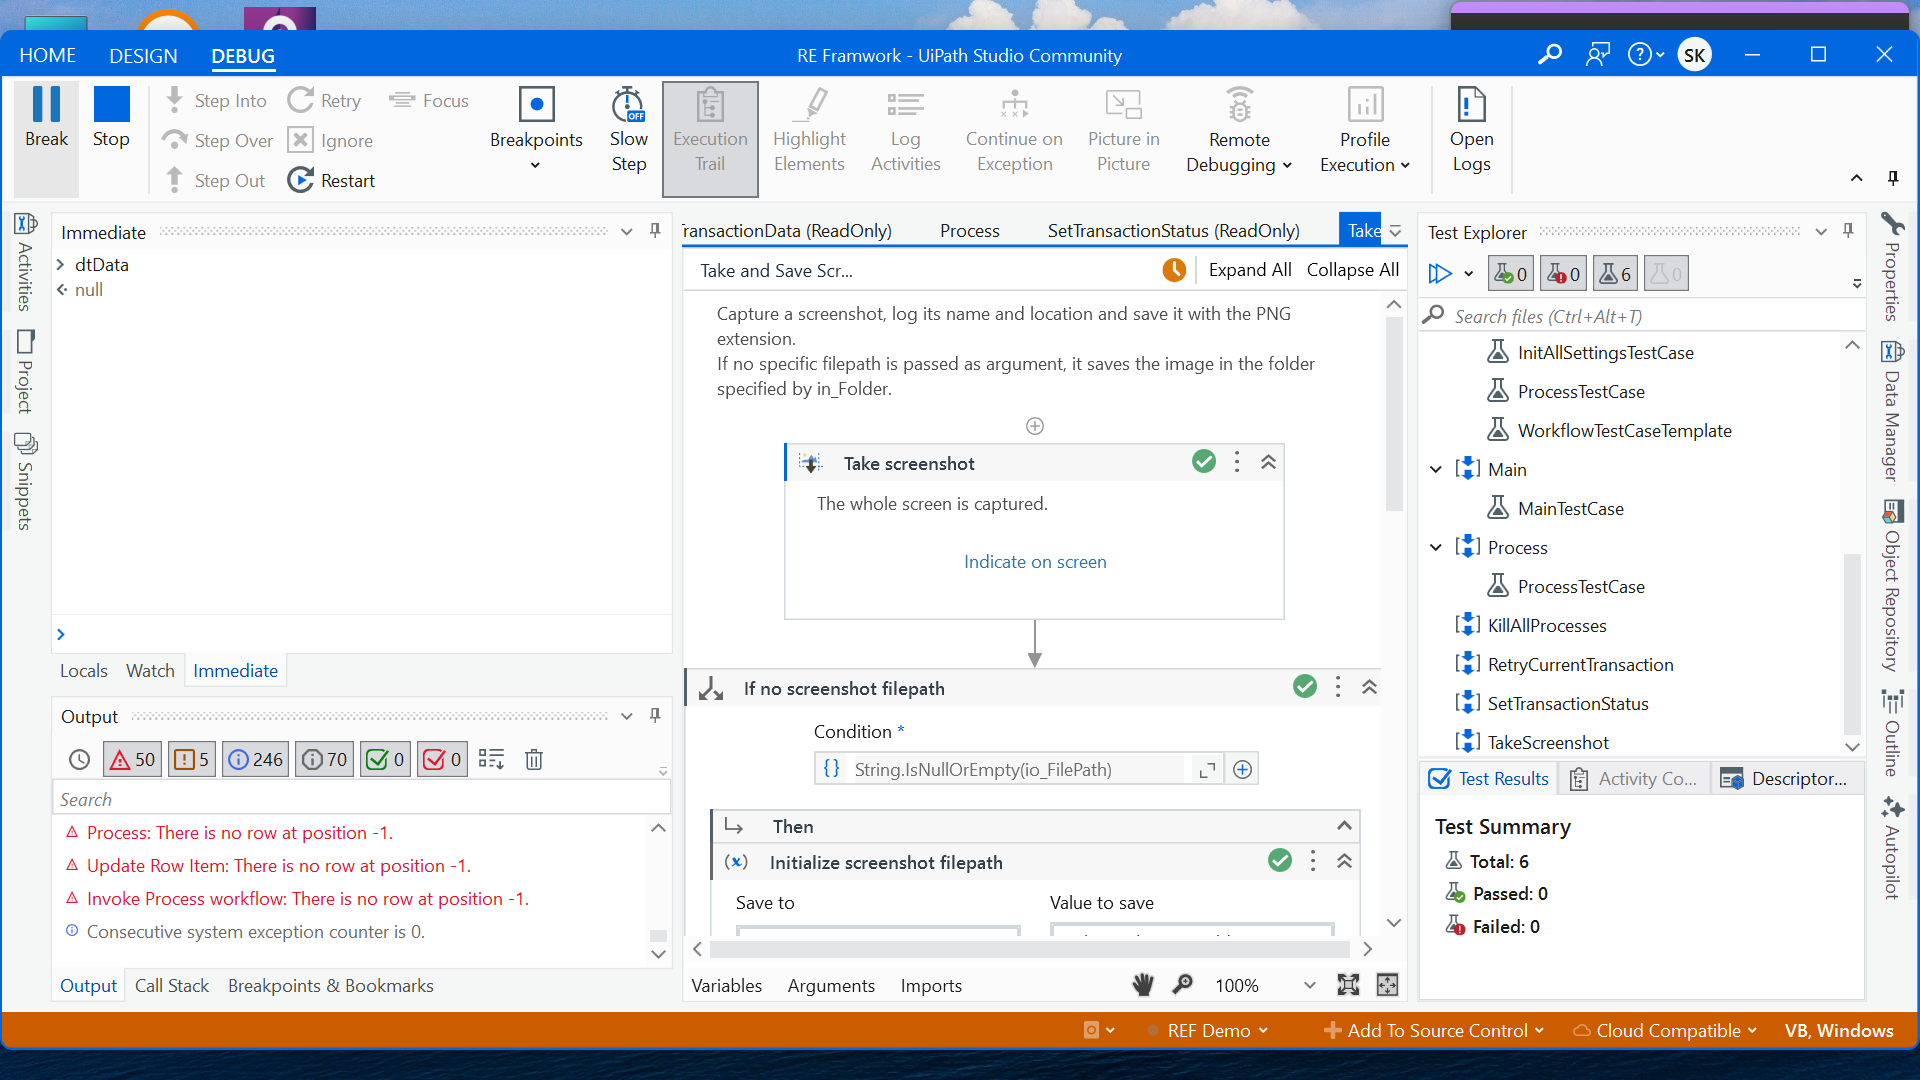 HOME
DESIGN
DEBUG
RE Framwork - UiPath Studio Community
SK
Break
Stop
Step Into
Step Over
Step Out
Retry
Ignore
Restart
Focus
Breakpoints
Slow
Step
OFF
Execution
Trail
Highlight
Elements
Log
Activities
Continue on
Exception
Picture in
Picture
Remote
Debugging
Profile
Execution
Open
Logs
Activities
Project
Snippets
Immediate
dtData
null
Locals
Watch
Immediate
Output
50
5
246
70
0
0
Search
Process: There is no row at position -1.
Update Row Item: There is no row at position -1.
Invoke Process workflow: There is no row at position -1.
Consecutive system exception counter is 0.
Output
Call Stack
Breakpoints & Bookmarks
ransactionData (ReadOnly)
Process
SetTransactionStatus (ReadOnly)
Take
Take and Save Scr...
Expand All
Collapse All
Capture a screenshot, log its name and location and save it with the PNG
extension.
If no specific filepath is passed as argument, it saves the image in the folder
specified by in_Folder.
Take screenshot
The whole screen is captured.
Indicate on screen
If no screenshot filepath
Condition *
String.IsNullOrEmpty(io_FilePath)
Then
Initialize screenshot filepath
Save to
Value to save
Variables
Arguments
Imports
100%
Test Explorer
0
0
6
0
Search files (Ctrl+Alt+T)
InitAllSettingsTestCase
ProcessTestCase
WorkflowTestCaseTemplate
Main
MainTestCase
Process
ProcessTestCase
KillAllProcesses
RetryCurrentTransaction
SetTransactionStatus
TakeScreenshot
Test Results
Activity Co...
Descriptor...
Test Summary
Total: 6
Passed: 0
Failed: 0
Properties
Data Manager
Object Repository
Outline
Autopilot
REF Demo
Add To Source Control
Cloud Compatible
VB, Windows